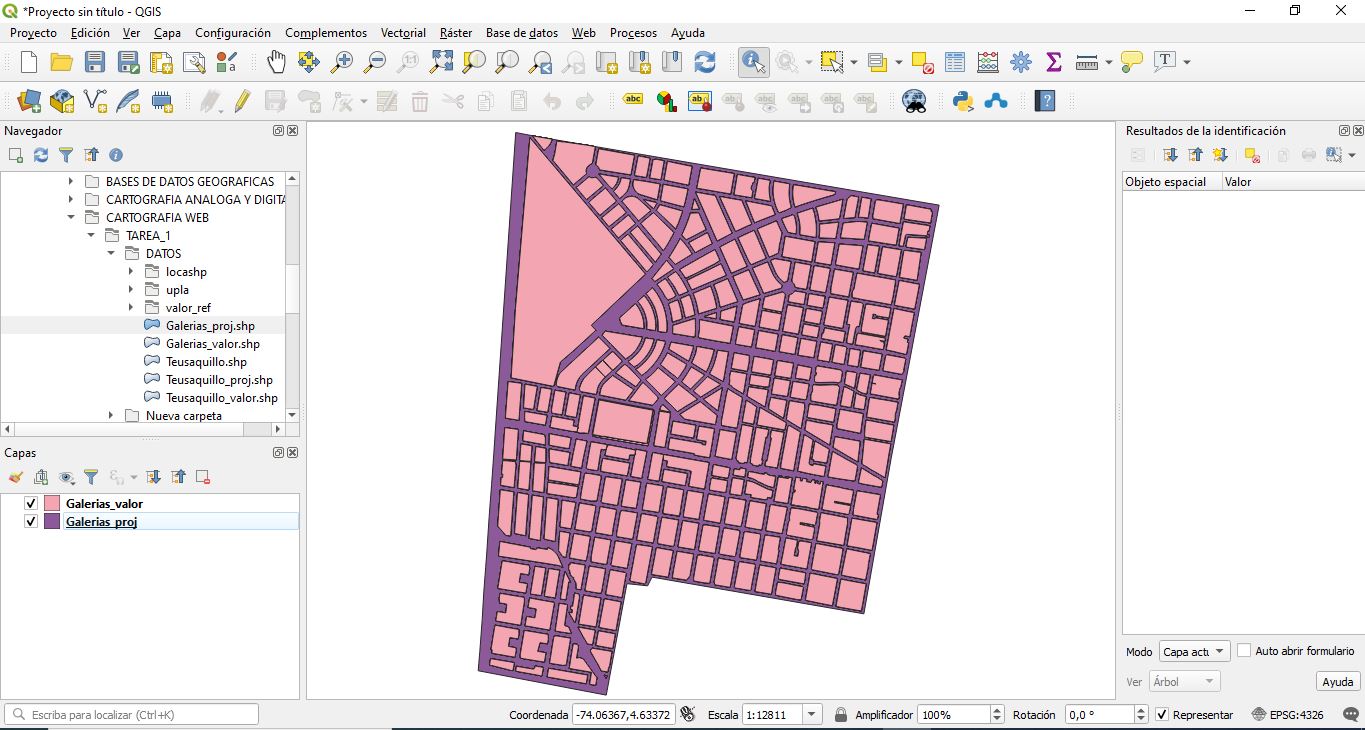 *Proyecto sin título - QGIS
Proyecto Edición Ver Capa Configuración Complementos Vectorial Ráster Base de datos Web Procesos Ayuda
Navegador
BASES DE DATOS GEOGRAFICAS
CARTOGRAFIA ANALOGA Y DIGITA
CARTOGRAFIA WEB
TAREA_1
DATOS
locashp
upla
valor_ref
Galerias_proj.shp
Galerias_valor.shp
Teusaquillo.shp
Teusaquillo_proj.shp
Teusaquillo_valor.shp
Nueva carpeta
Capas
Galerias_valor
Galerias_proj
Resultados de la identificación
Objeto espacial Valor
Modo Capa actu Auto abrir formulario
Ver Árbol Ayuda
Escriba para localizar (Ctrl+K) Coordenada -74.06367,4.63372 Escala 1:12811 Amplificador 100% Rotación 0,0 ° Representar EPSG:4326